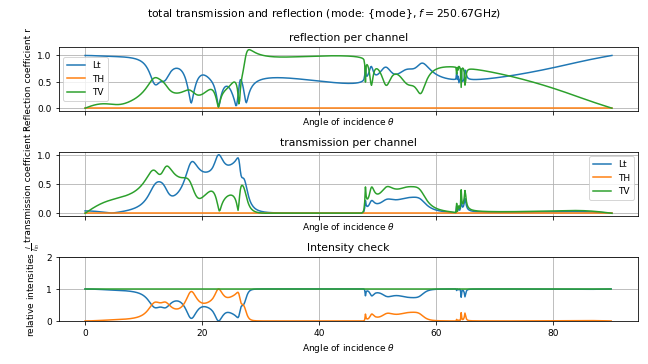 total transmission and reflection (mode: {mode}, f = 250.67GHz)
reflection per channel
Reflection coefficient r
1.0
0.5
0.0
Lt
TH
TV
Angle of incidence θ
transmission per channel
transmission coefficient
1.0
0.5
0.0
Lt
TH
TV
Angle of incidence θ
Intensity check
relative intensities
2
1
0
0 20 40 60 80
Angle of incidence θ